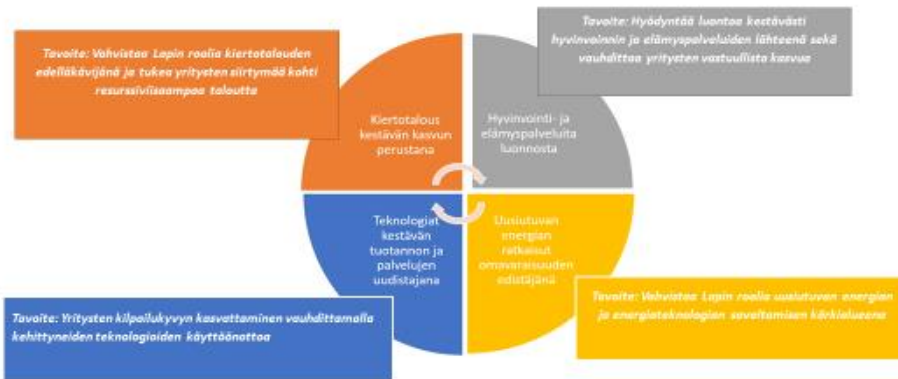 Tavoite: Vahvistaa Lapin roolia kiertotalouden
edelläkävijänä ja tukea yritysten siirtymää kohti
resurssiviisaampaa taloutta
Tavoite: Hyödyntää luontoa kestävästi
hyvinvoinnin ja elämyspalveluiden lähteenä sekä
vauhdittaa yritysten vastuullista kasvua
Kiertotalous
kestävän kasvun
perustana
Hyvinvointi- ja
elämyspalveluita
luonnosta
Teknologiat
kestävän
tuotannon ja
palvelujen
uudistajana
Uusiutuvan
energian
ratkaisut
omavaraisuuden
edistäjänä
Tavoite: Yritysten kilpailukyvyn kasvattaminen vauhdittamalla
kehittyneiden teknologioiden käyttöönottoa
Tavoite: Vahvistaa Lapin roolia uusiutuvan energian
ja energiateknologian soveltamisen kärkialueena